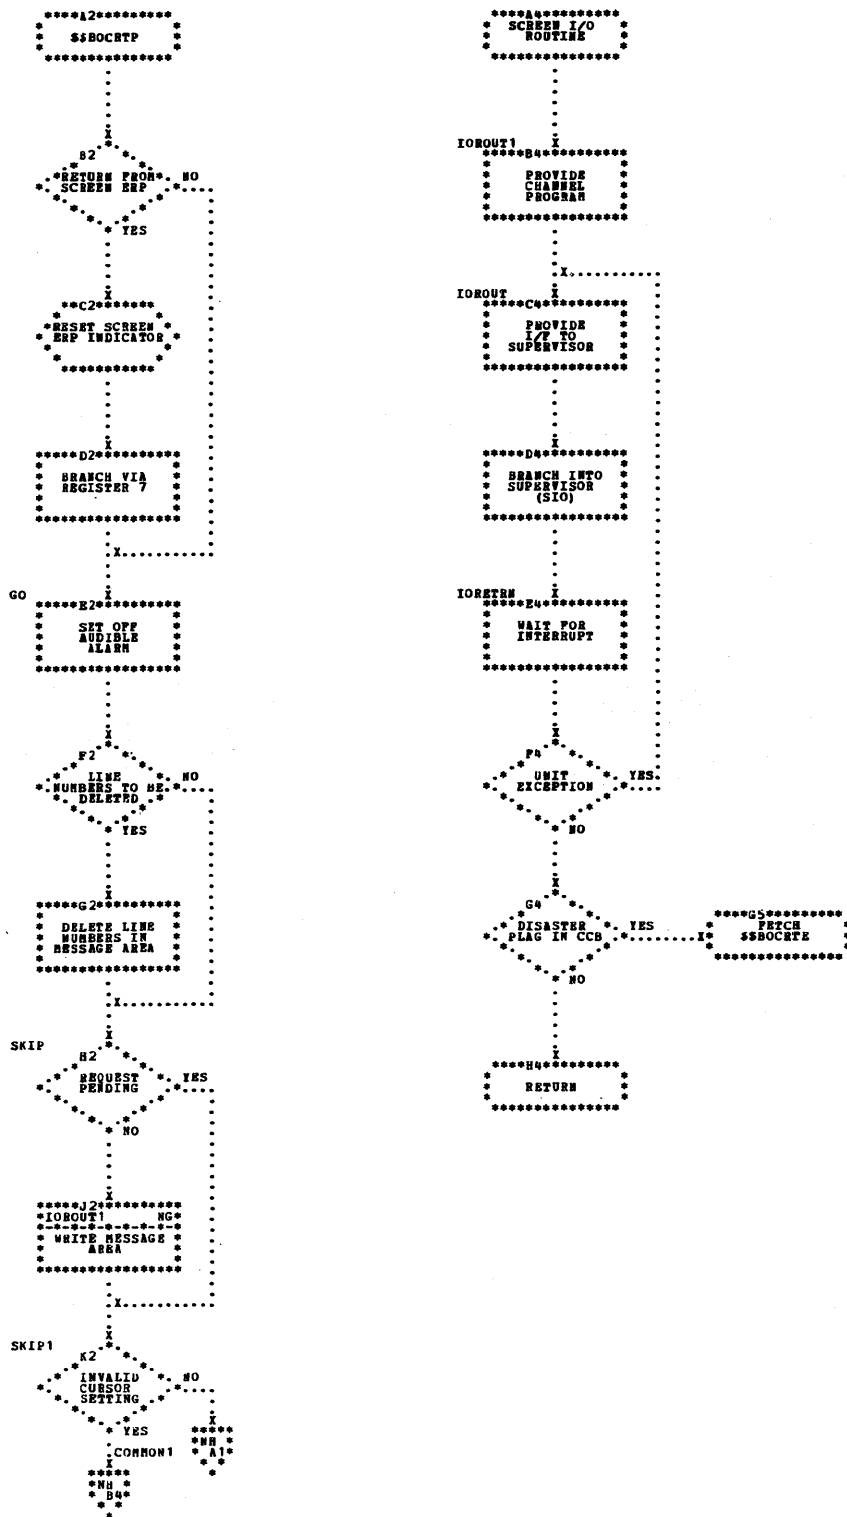 A2
$$BOCRTP
B2
RETURN FROM
SCREEN ERP
NO
YES
C2
RESET SCREEN
ERP INDICATOR
D2
BRANCH VIA
REGISTER 7
GO
E2
SET OFF
AUDIBLE
ALARM
F2
LINE
NUMBERS TO BE
DELETED
NO
YES
G2
DELETE LINE
NUMBERS IN
MESSAGE AREA
SKIP
H2
REQUEST
PENDING
YES
NO
J2
IOROUT1 NG
WRITE MESSAGE
AREA
SKIP1
K2
INVALID
CURSOR
SETTING
NO
YES
COMMON1
NH
A1
NH
B4
A4
SCREEN I/O
ROUTINE
IOROUT1
B4
PROVIDE
CHANNEL
PROGRAM
IOROUT
C4
PROVIDE
I/F TO
SUPERVISOR
D4
BRANCH INTO
SUPERVISOR
(SIO)
IORETRN
E4
WAIT FOR
INTERRUPT
F4
UNIT
EXCEPTION
YES
NO
G4
DISASTER
FLAG IN CCB
YES
NO
G5
FETCH
$$BOCRTE
H4
RETURN